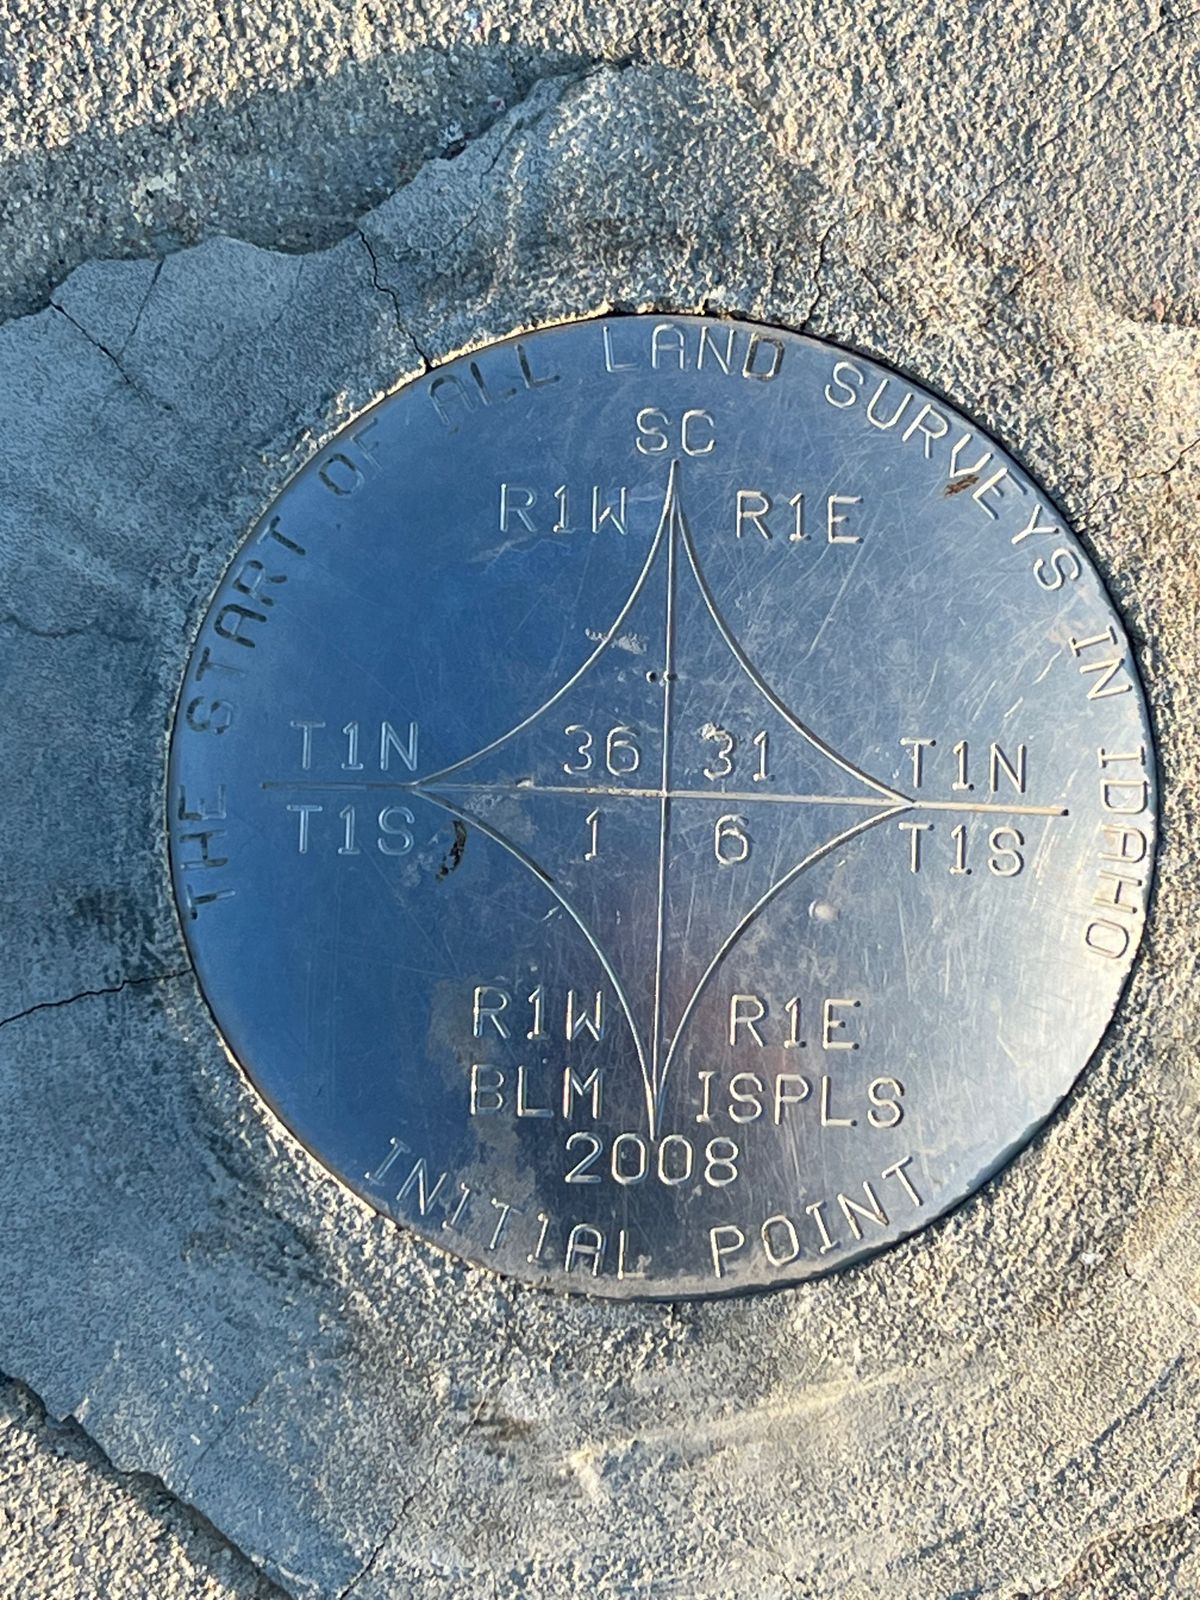 THE START OF ALL LAND SURVEYS IN IDAHO
SC
R1W R1E
T1N 36 31 T1N
T1S 1 6 T1S
R1W R1E
BLM ISPLS
2008
INITIAL POINT